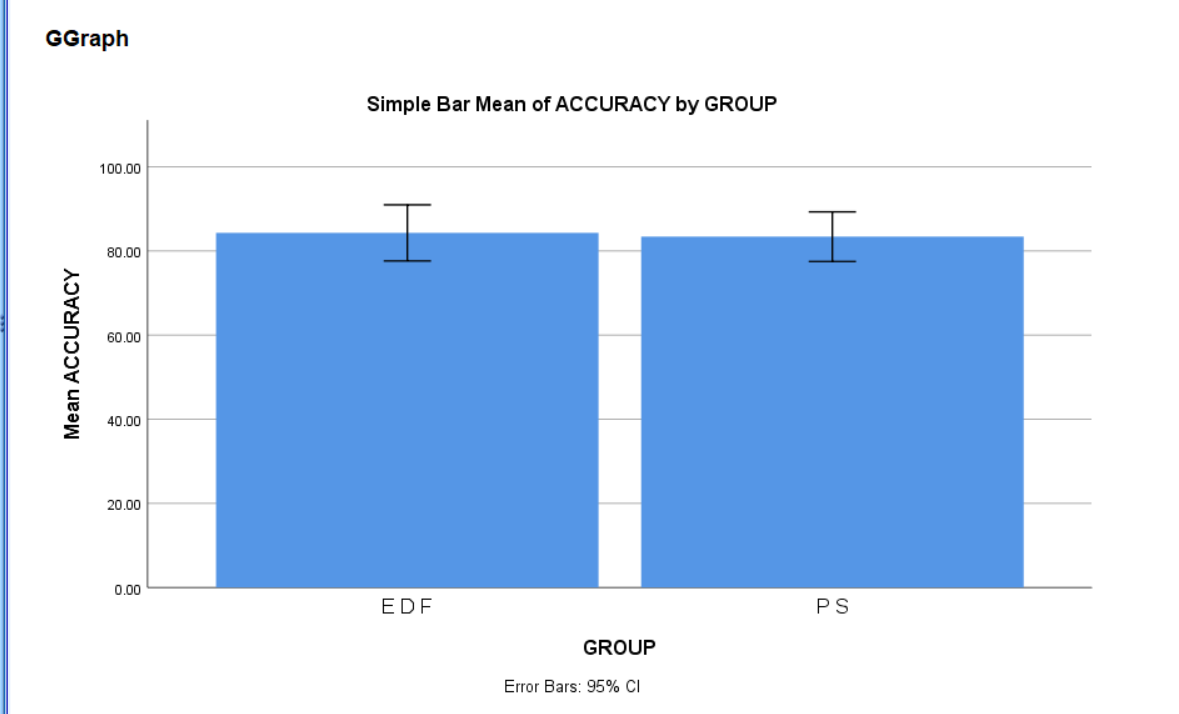 GGraph
Simple Bar Mean of ACCURACY by GROUP
Mean ACCURACY
100.00
80.00
60.00
40.00
20.00
0.00
EDF
PS
GROUP
Error Bars: 95% CI